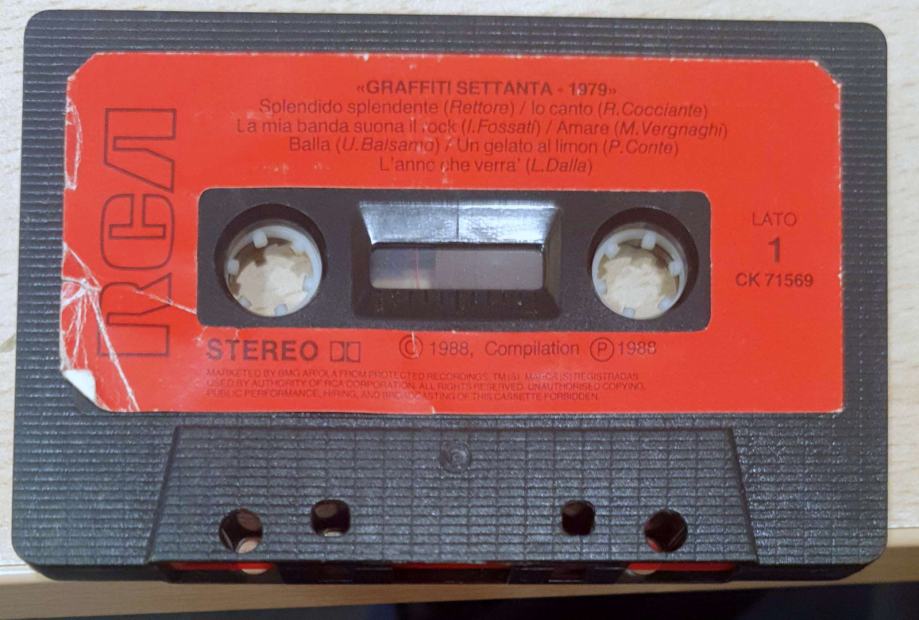 «GRAFFITI SETTANTA - 1979»
Splendido splendente (Rettore) / Io canto (R.Cocciante)
La mia banda suona il rock (I.Fossati) / Amare (M.Vergnaghi)
Balla (U.Balsamo) / Un gelato al limon (P.Conte)
L'anno che verra' (L.Dalla)
RCA
LATO
1
CK 71569
STEREO
© 1988, Compilation ℗ 1988
MARKETED BY BMG ARIOLA FROM PROTECTED RECORDINGS. TM(S). MARCA(S) REGISTRADAS
USED BY AUTHORITY OF RCA CORPORATION. ALL RIGHTS RESERVED. UNAUTHORISED COPYING,
PUBLIC PERFORMANCE, HIRING, AND BROADCASTING OF THIS CASSETTE FORBIDDEN.